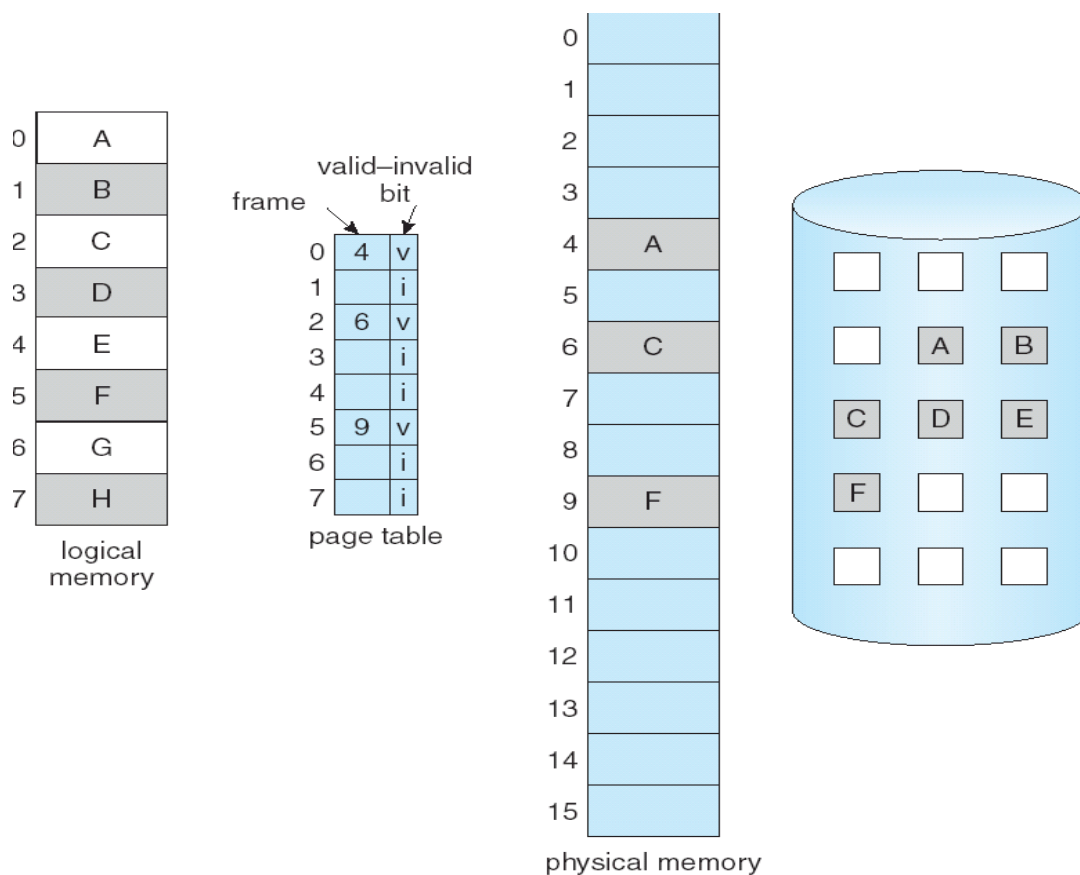 0 A
1 B
2 C
3 D
4 E
5 F
6 G
7 H
logical
memory
valid–invalid
bit
frame
0 4 v
1 i
2 6 v
3 i
4 i
5 9 v
6 i
7 i
page table
0
1
2
3
4 A
5
6 C
7
8
9 F
10
11
12
13
14
15
physical memory
A B
C D E
F